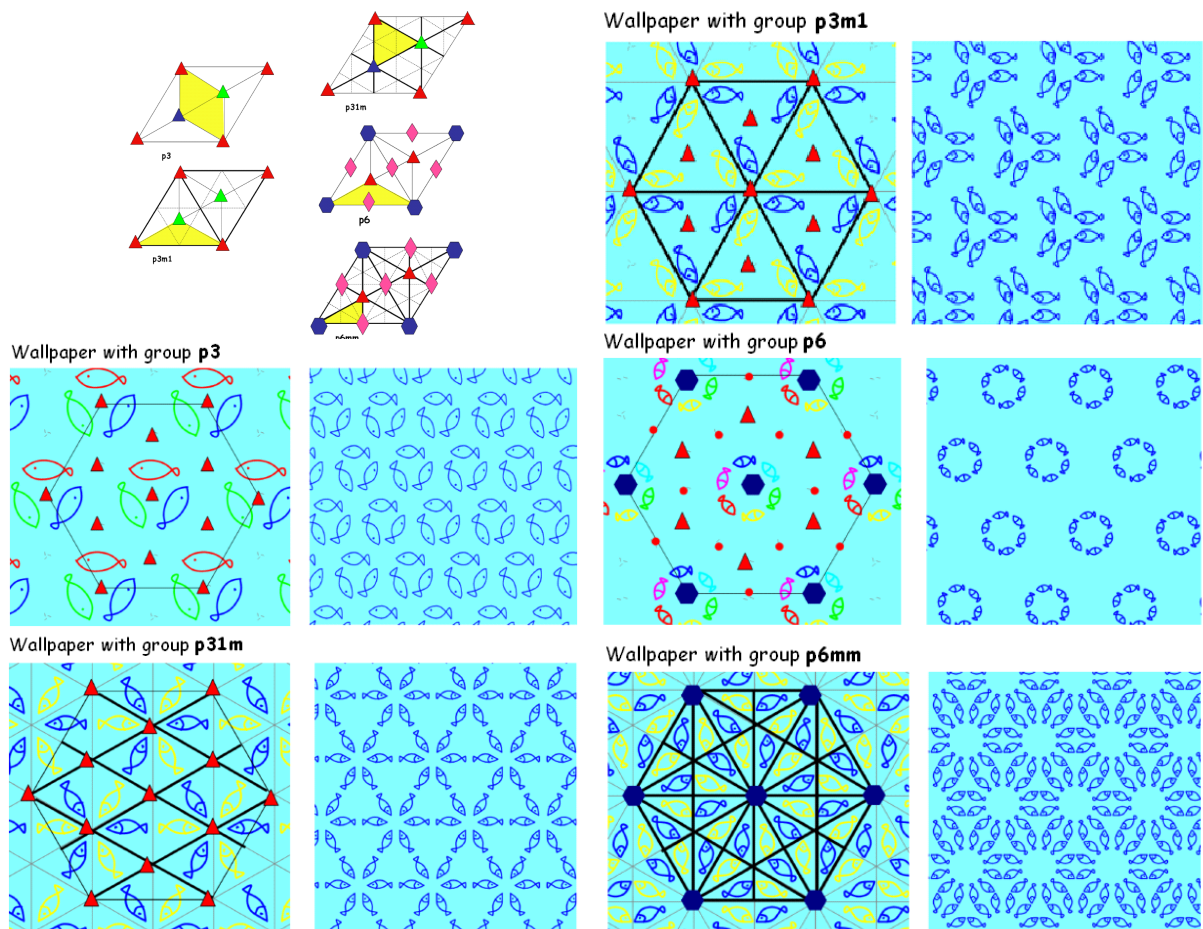 p31m
p3
p3m1
p6
p6mm
Wallpaper with group p3m1
Wallpaper with group p3
Wallpaper with group p6
Wallpaper with group p31m
Wallpaper with group p6mm